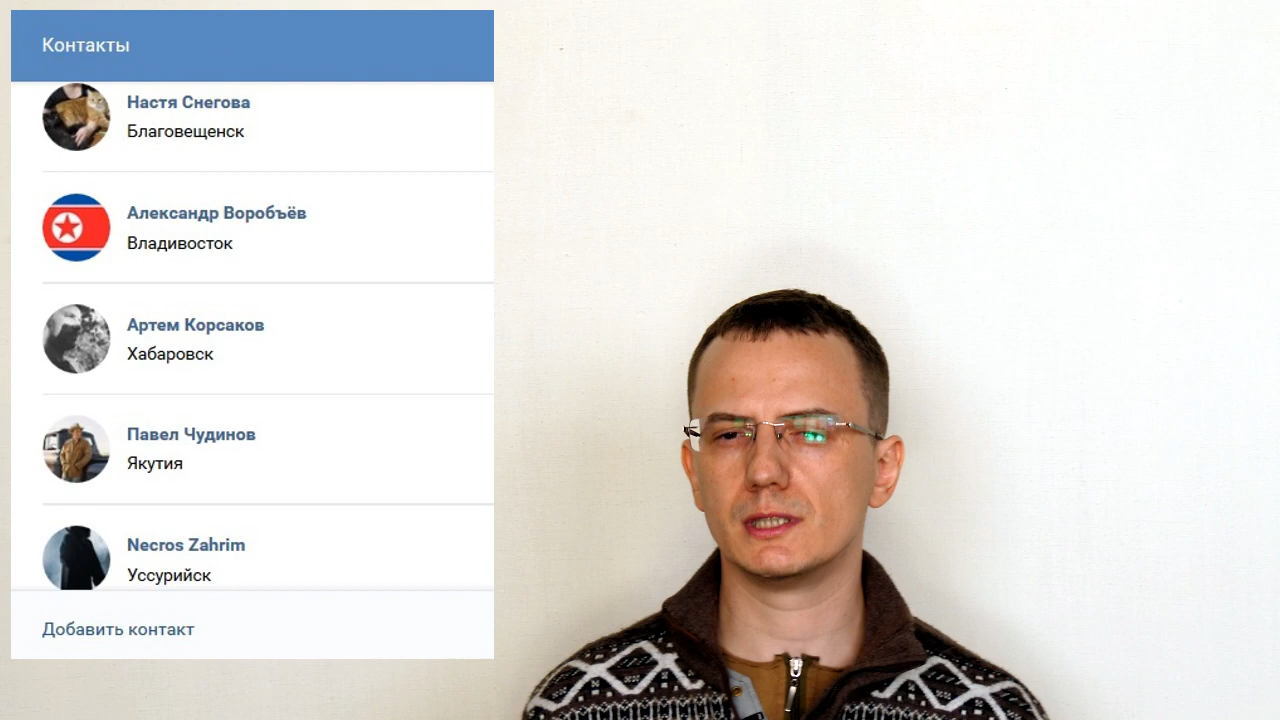 Контакты
Настя Снегова
Благовещенск
Александр Воробъёв
Владивосток
Артем Корсаков
Хабаровск
Павел Чудинов
Якутия
Necros Zahrim
Уссурийск
Добавить контакт